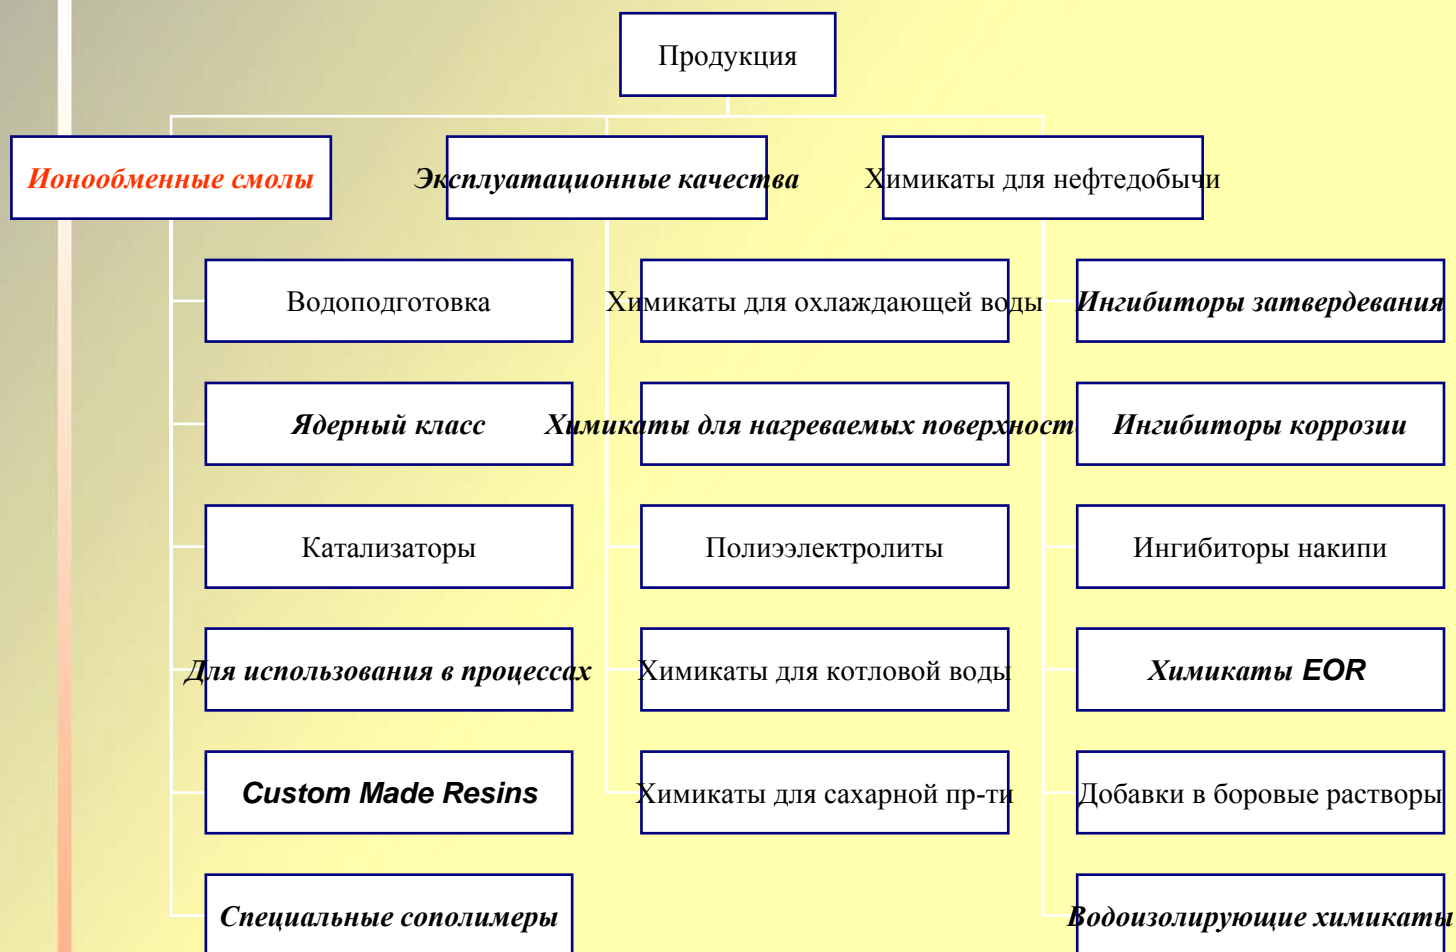 Продукция
Ионообменные смолы
Эксплуатационные качества
Химикаты для нефтедобычи
Водоподготовка
Химикаты для охлаждающей воды
Ингибиторы затвердевания
Ядерный класс
Химикаты для нагреваемых поверхност
Ингибиторы коррозии
Катализаторы
Полиээлектролиты
Ингибиторы накипи
Для использования в процессах
Химикаты для котловой воды
Химикаты EOR
Custom Made Resins
Химикаты для сахарной пр-ти
Добавки в боровые растворы
Специальные сополимеры
Водоизолирующие химикаты